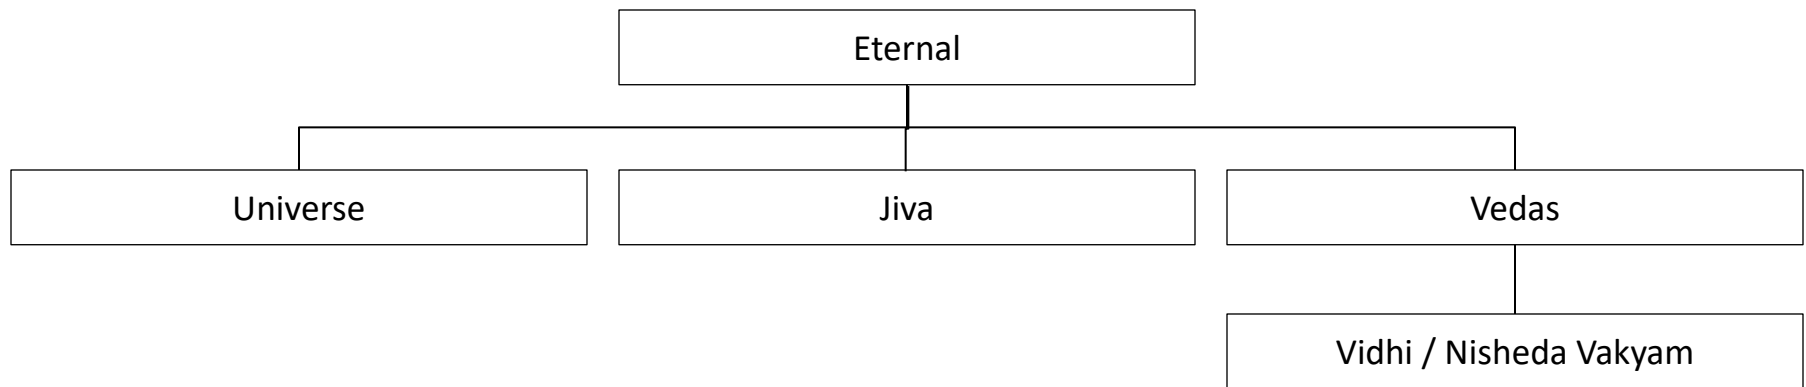 Eternal
Universe
Jiva
Vedas
Vidhi / Nisheda Vakyam